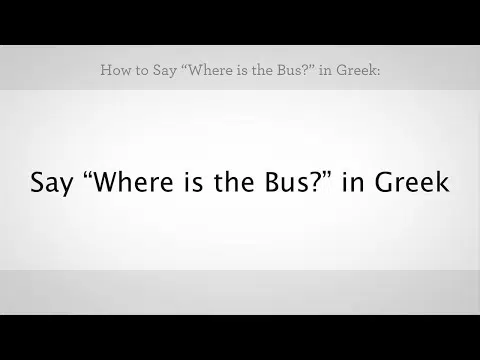 How to Say “Where is the Bus?” in Greek:
Say “Where is the Bus?” in Greek